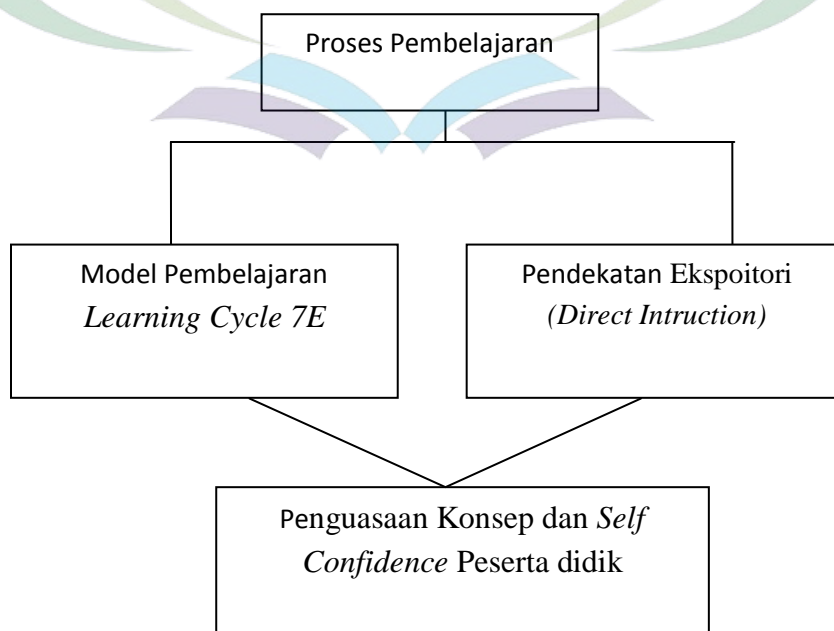 Proses Pembelajaran
Model Pembelajaran
Learning Cycle 7E
Pendekatan Ekspoitori
(Direct Intruction)
Penguasaan Konsep dan Self
Confidence Peserta didik